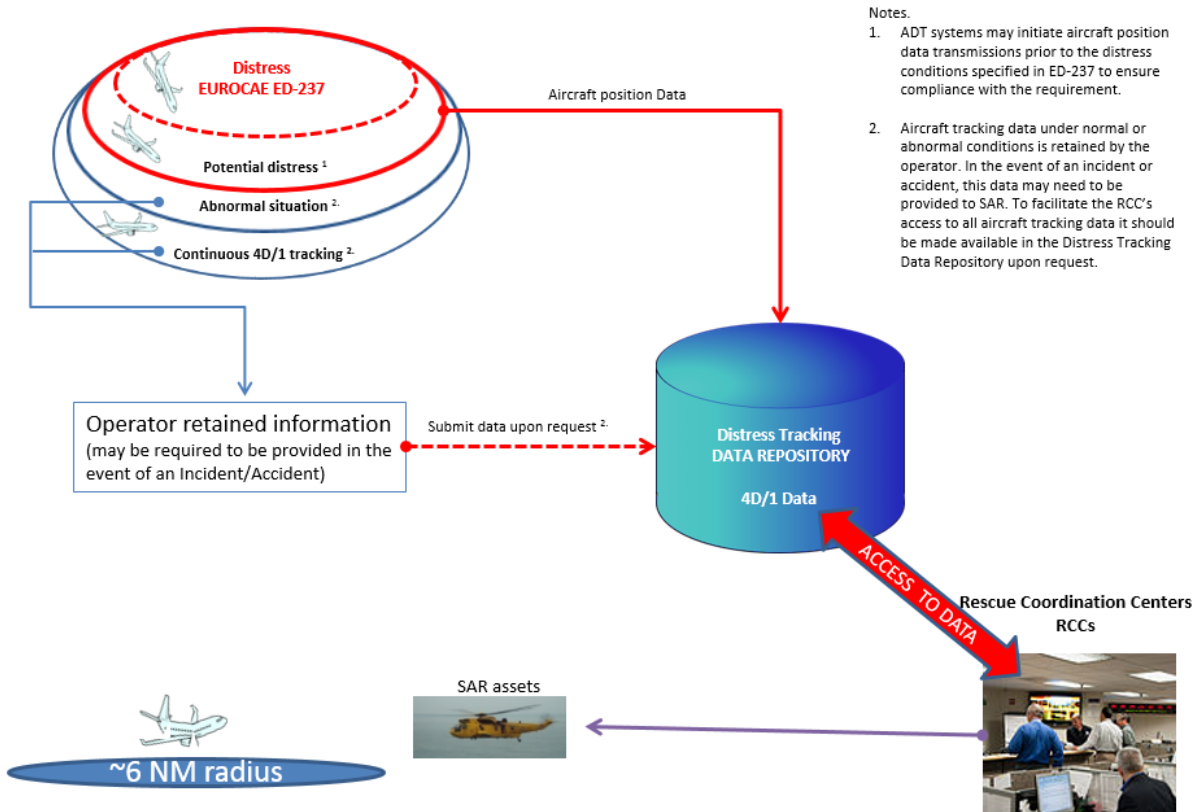 Distress
EUROCAE ED-237
Potential distress 1
Abnormal situation 2.
Continuous 4D/1 tracking 2.
Aircraft position Data
Notes.
1. ADT systems may initiate aircraft position
data transmissions prior to the distress
conditions specified in ED-237 to ensure
compliance with the requirement.
2. Aircraft tracking data under normal or
abnormal conditions is retained by the
operator. In the event of an incident or
accident, this data may need to be
provided to SAR. To facilitate the RCC's
access to all aircraft tracking data it should
be made available in the Distress Tracking
Data Repository upon request.
Operator retained information
(may be required to be provided in the
event of an Incident/Accident)
Submit data upon request 2.
Distress Tracking
DATA REPOSITORY
4D/1 Data
ACCESS TO DATA
Rescue Coordination Centers
RCCs
SAR assets
~6 NM radius